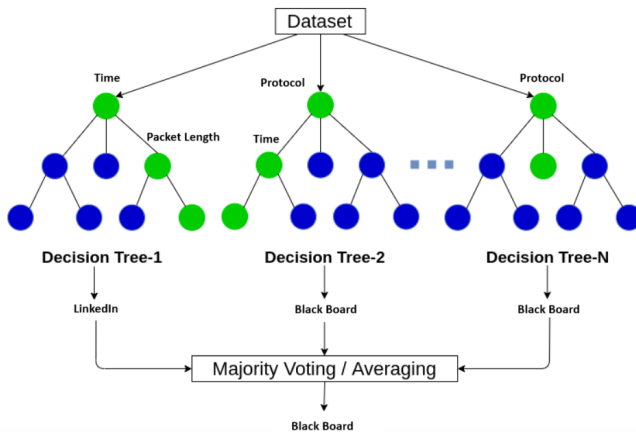 Dataset
Time
Protocol
Protocol
Packet Length
Time
Decision Tree-1
Decision Tree-2
Decision Tree-N
LinkedIn
Black Board
Black Board
Majority Voting / Averaging
Black Board